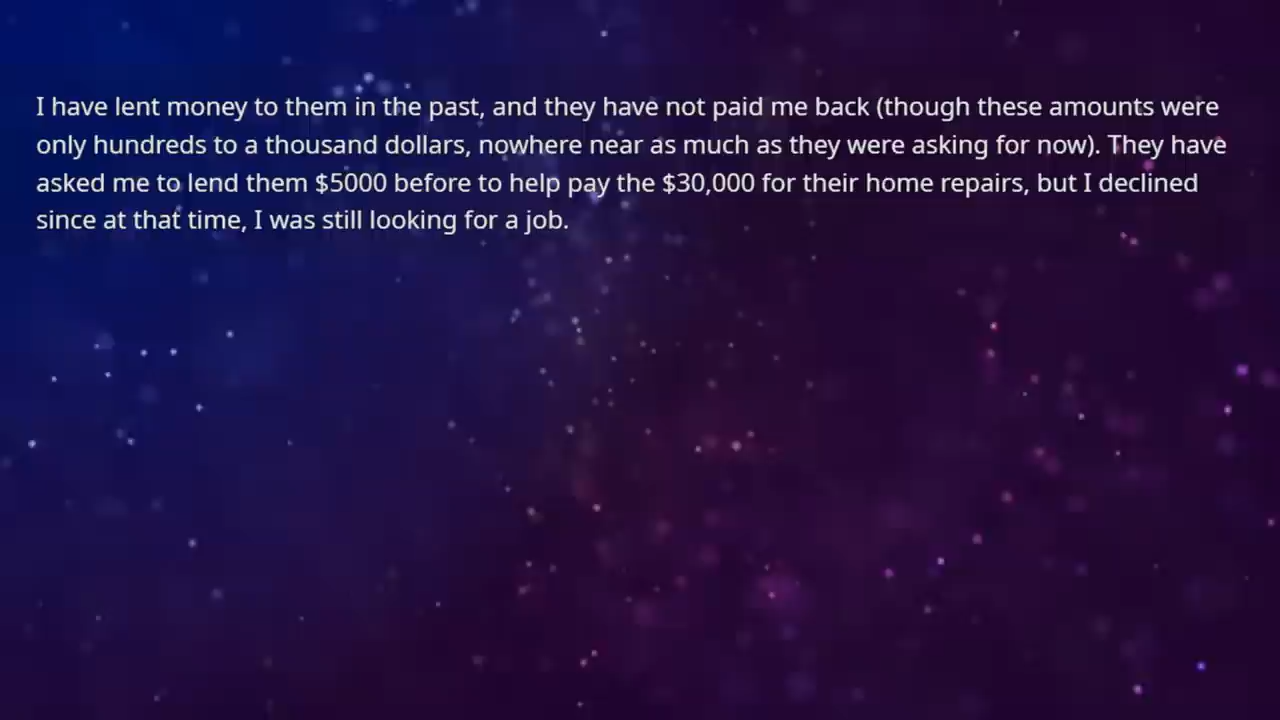 I have lent money to them in the past, and they have not paid me back (though these amounts were
only hundreds to a thousand dollars, nowhere near as much as they were asking for now). They have
asked me to lend them $5000 before to help pay the $30,000 for their home repairs, but I declined
since at that time, I was still looking for a job.